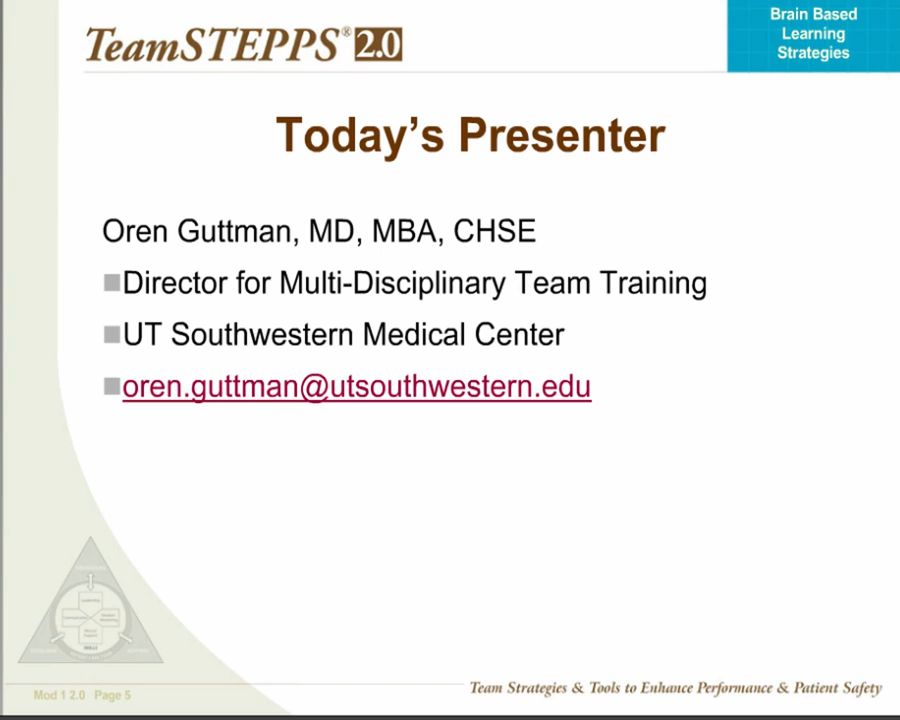 TeamSTEPPS® 2.0
Brain Based
Learning
Strategies
Today’s Presenter
Oren Guttman, MD, MBA, CHSE
Director for Multi-Disciplinary Team Training
UT Southwestern Medical Center
oren.guttman@utsouthwestern.edu
Mod 1 2.0 Page 5
Team Strategies & Tools to Enhance Performance & Patient Safety